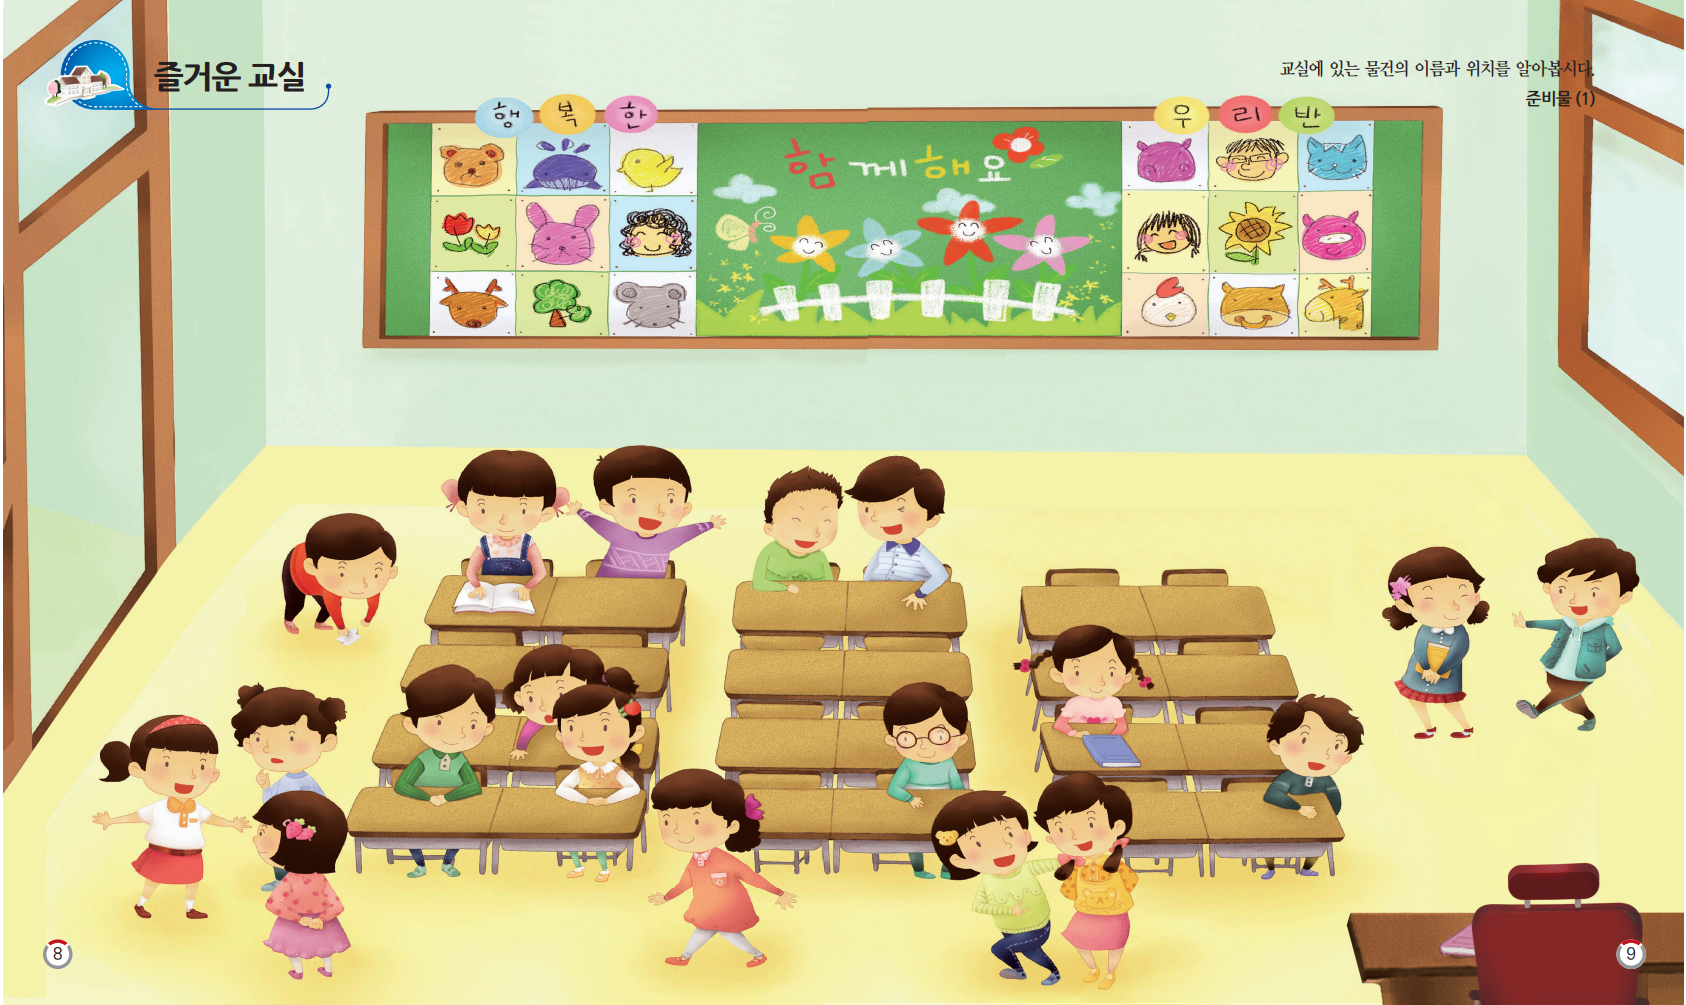 즐거운 교실
교실에 있는 물건의 이름과 위치를 알아봅시다.
준비물 (1)
행복한
우리반
함께해요
8
9